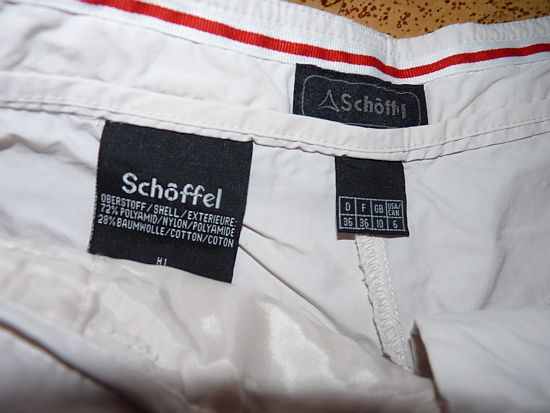 Schöffel
Schöffel
OBERSTOFF/SHELL/EXTERIEURE:
72% POLYAMID/NYLON/POLYAMIDE
28% BAUMWOLLE/COTTON/COTON
H1
D F GB USA/CAN
36 36 10 6